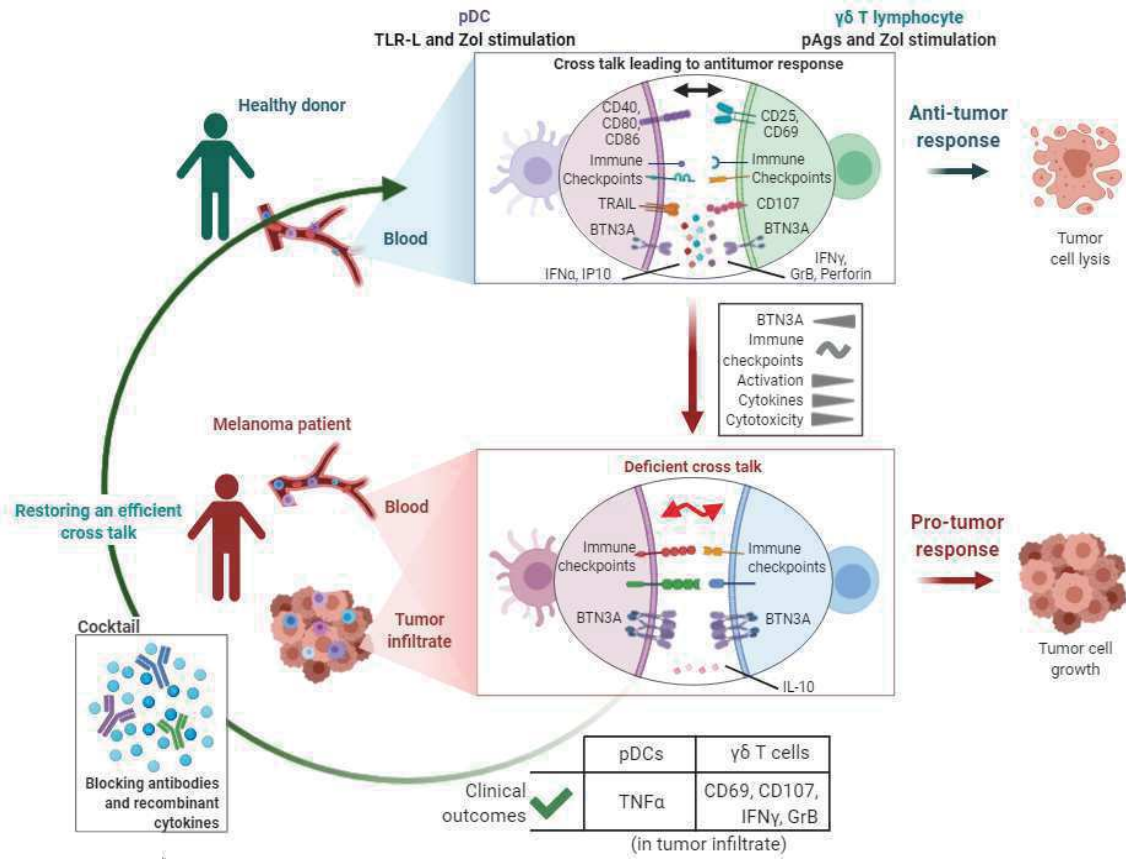 pDC
TLR-L and Zol stimulation
γδ T lymphocyte
pAgs and Zol stimulation
Healthy donor
Blood
Cross talk leading to antitumor response
CD40,
CD80,
CD86
CD25,
CD69
Immune
Checkpoints
Immune
Checkpoints
TRAIL
CD107
BTN3A
BTN3A
IFNα, IP10
IFNγ,
GrB, Perforin
Anti-tumor
response
Tumor
cell lysis
BTN3A
Immune
checkpoints
Activation
Cytokines
Cytotoxicity
Melanoma patient
Blood
Tumor
infiltrate
Deficient cross talk
Immune
checkpoints
Immune
checkpoints
BTN3A
BTN3A
IL-10
Pro-tumor
response
Tumor cell
growth
Restoring an efficient
cross talk
Cocktail
Blocking antibodies
and recombinant
cytokines
Clinical
outcomes
pDCs
γδ T cells
TNFα
CD69, CD107,
IFNγ, GrB
(in tumor infiltrate)